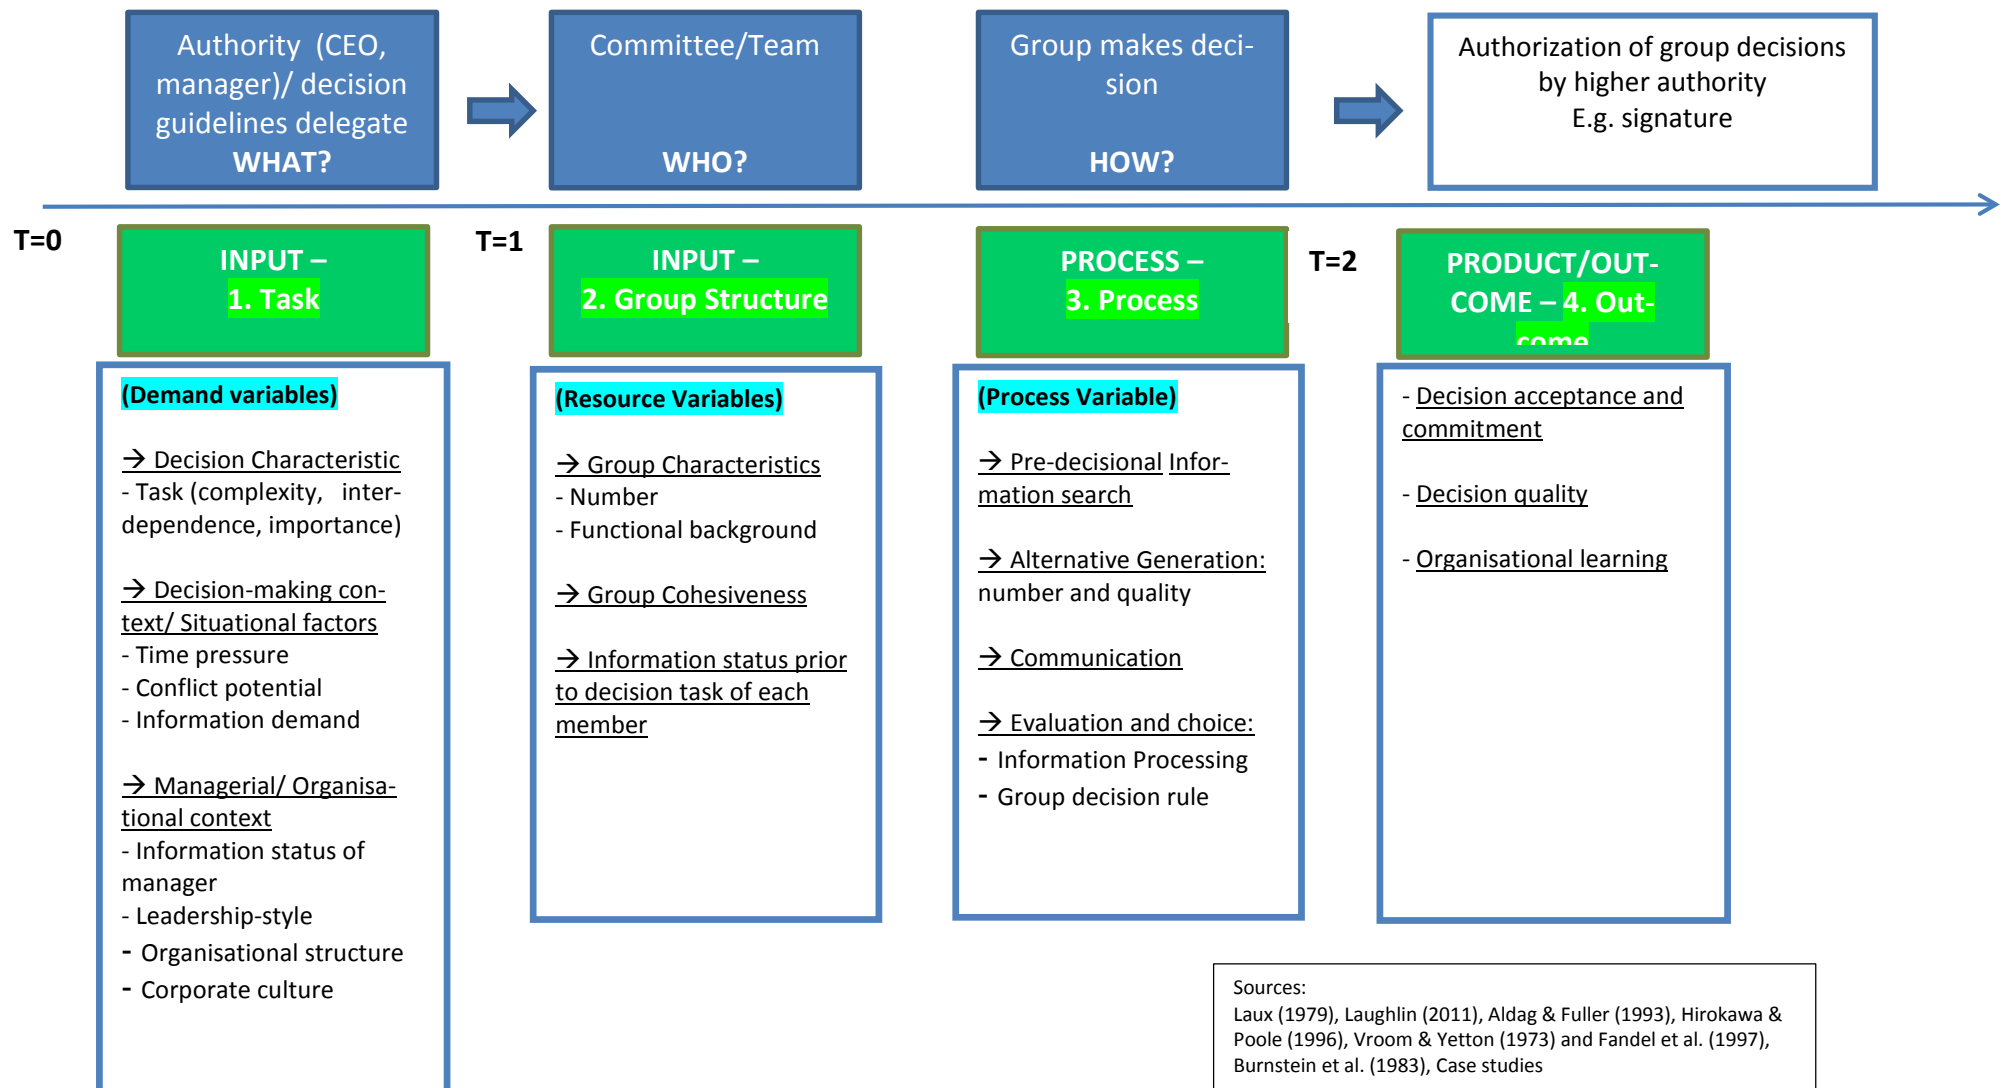 Authority (CEO,
manager)/ decision
guidelines delegate
WHAT?
Committee/Team
WHO?
Group makes deci-
sion
HOW?
Authorization of group decisions
by higher authority
E.g. signature
T=0
INPUT –
1. Task
T=1
INPUT –
2. Group Structure
PROCESS –
3. Process
T=2
PRODUCT/OUT-
COME – 4. Out-
come
(Demand variables)
→ Decision Characteristic
- Task (complexity, inter-
dependence, importance)
→ Decision-making con-
text/ Situational factors
- Time pressure
- Conflict potential
- Information demand
→ Managerial/ Organisa-
tional context
- Information status of
manager
- Leadership-style
- Organisational structure
- Corporate culture
(Resource Variables)
→ Group Characteristics
- Number
- Functional background
→ Group Cohesiveness
→ Information status prior
to decision task of each
member
(Process Variable)
→ Pre-decisional Infor-
mation search
→ Alternative Generation:
number and quality
→ Communication
→ Evaluation and choice:
- Information Processing
- Group decision rule
- Decision acceptance and
commitment
- Decision quality
- Organisational learning
Sources:
Laux (1979), Laughlin (2011), Aldag & Fuller (1993), Hirokawa &
Poole (1996), Vroom & Yetton (1973) and Fandel et al. (1997),
Burnstein et al. (1983), Case studies